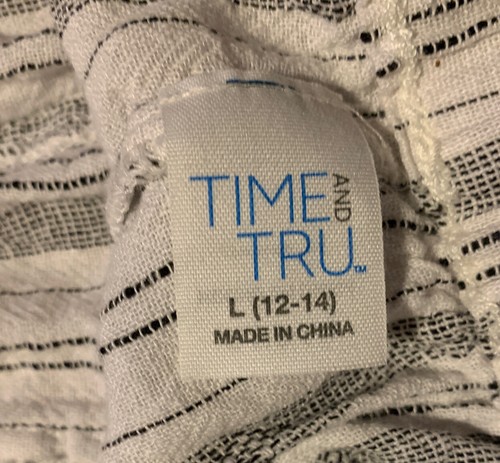 TIME AND
TRU™
L (12-14)
MADE IN CHINA